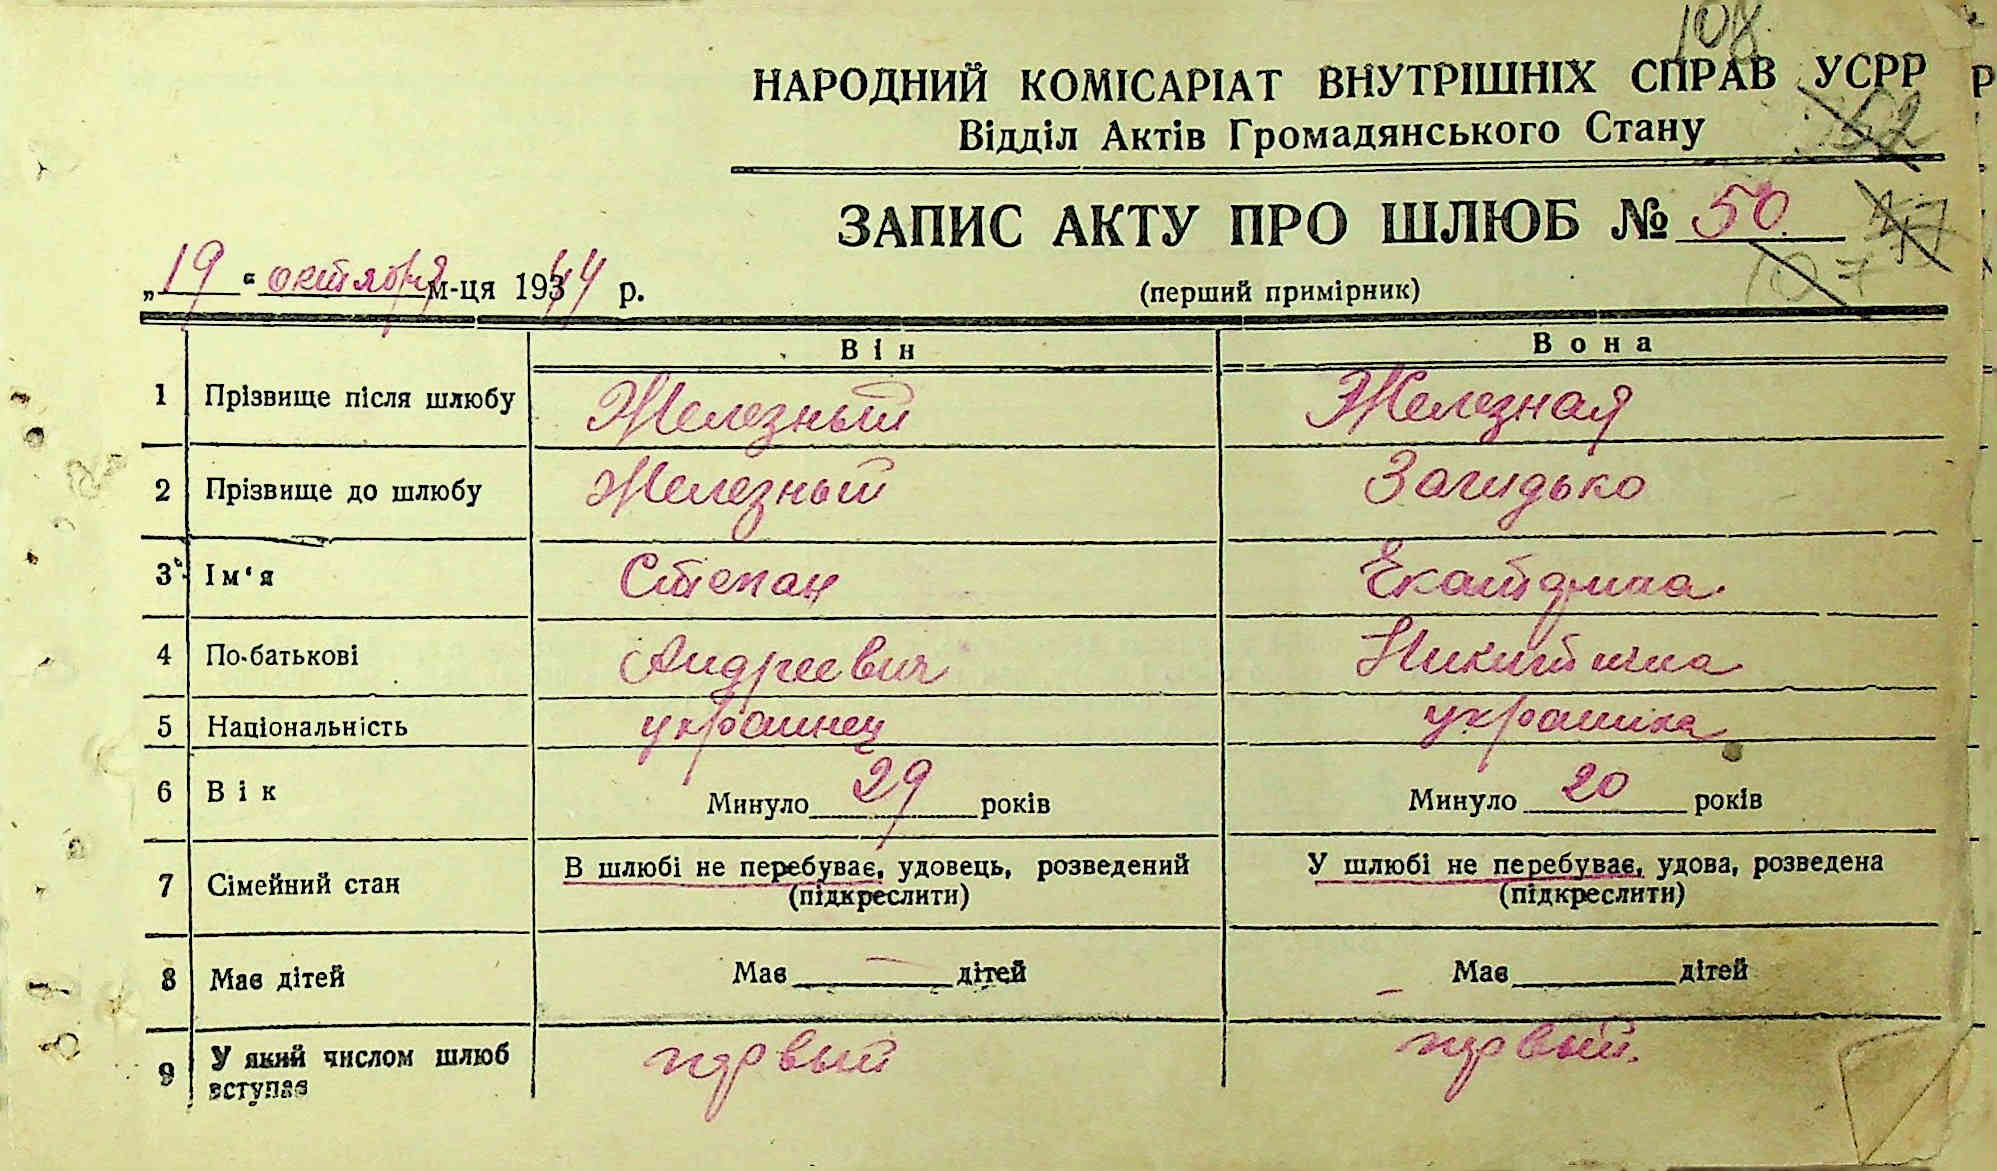 108
НАРОДНИЙ КОМІСАРІАТ ВНУТРІШНІХ СПРАВ УСРР
Відділ Актів Громадянського Стану
ЗАПИС АКТУ ПРО ШЛЮБ № 50
107
„19“ октября м-ця 1944 р.
(перший примірник)
Він Вона
1 Прізвище після шлюбу Железный Железная
2 Прізвище до шлюбу Железный Загидько
3 Ім'я Степан Екатерина
4 По-батькові Андреевич Никитична
5 Національність украинец украинка
6 Вік Минуло 29 років Минуло 20 років
7 Сімейний стан В шлюбі не перебуває, удовець, розведений У шлюбі не перебуває, удова, розведена
(підкреслити) (підкреслити)
8 Має дітей Має — дітей Має — дітей
9 У який числом шлюб вступає первый первый